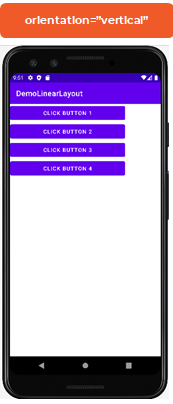 orientation="vertical"
9:51
DemoLinearLayout
CLICK BUTTON 1
CLICK BUTTON 2
CLICK BUTTON 3
CLICK BUTTON 4